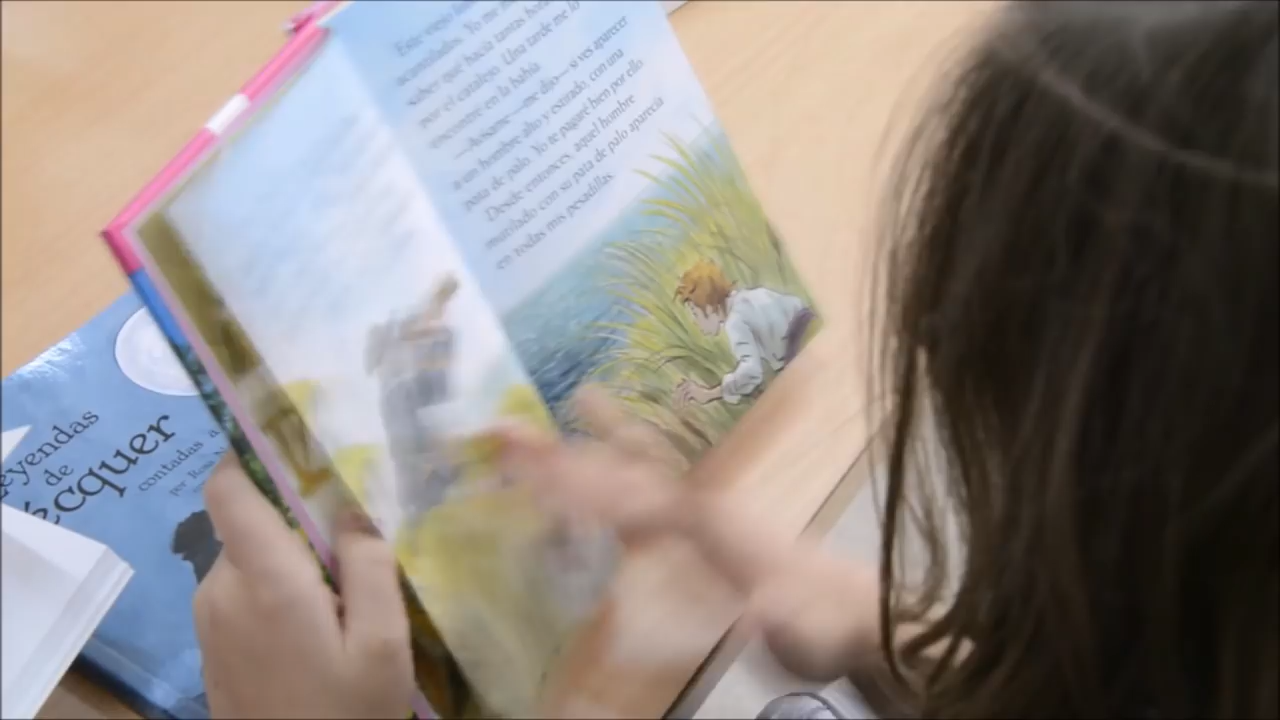 Este viejo
acantilados. Yo me
saber qué hacía tantas
por el catalejo. Una tarde me lo
encontré en la bahía
—Avísame —me dijo— si ves aparecer
a un hombre, alto y estirado, con una
pata de palo. Yo te pagaré bien por ello
Desde entonces, aquel hombre
mutilado con su pata de palo aparecía
en todas mis pesadillas.
eyendas
de
écquer
contadas a
por Rosa